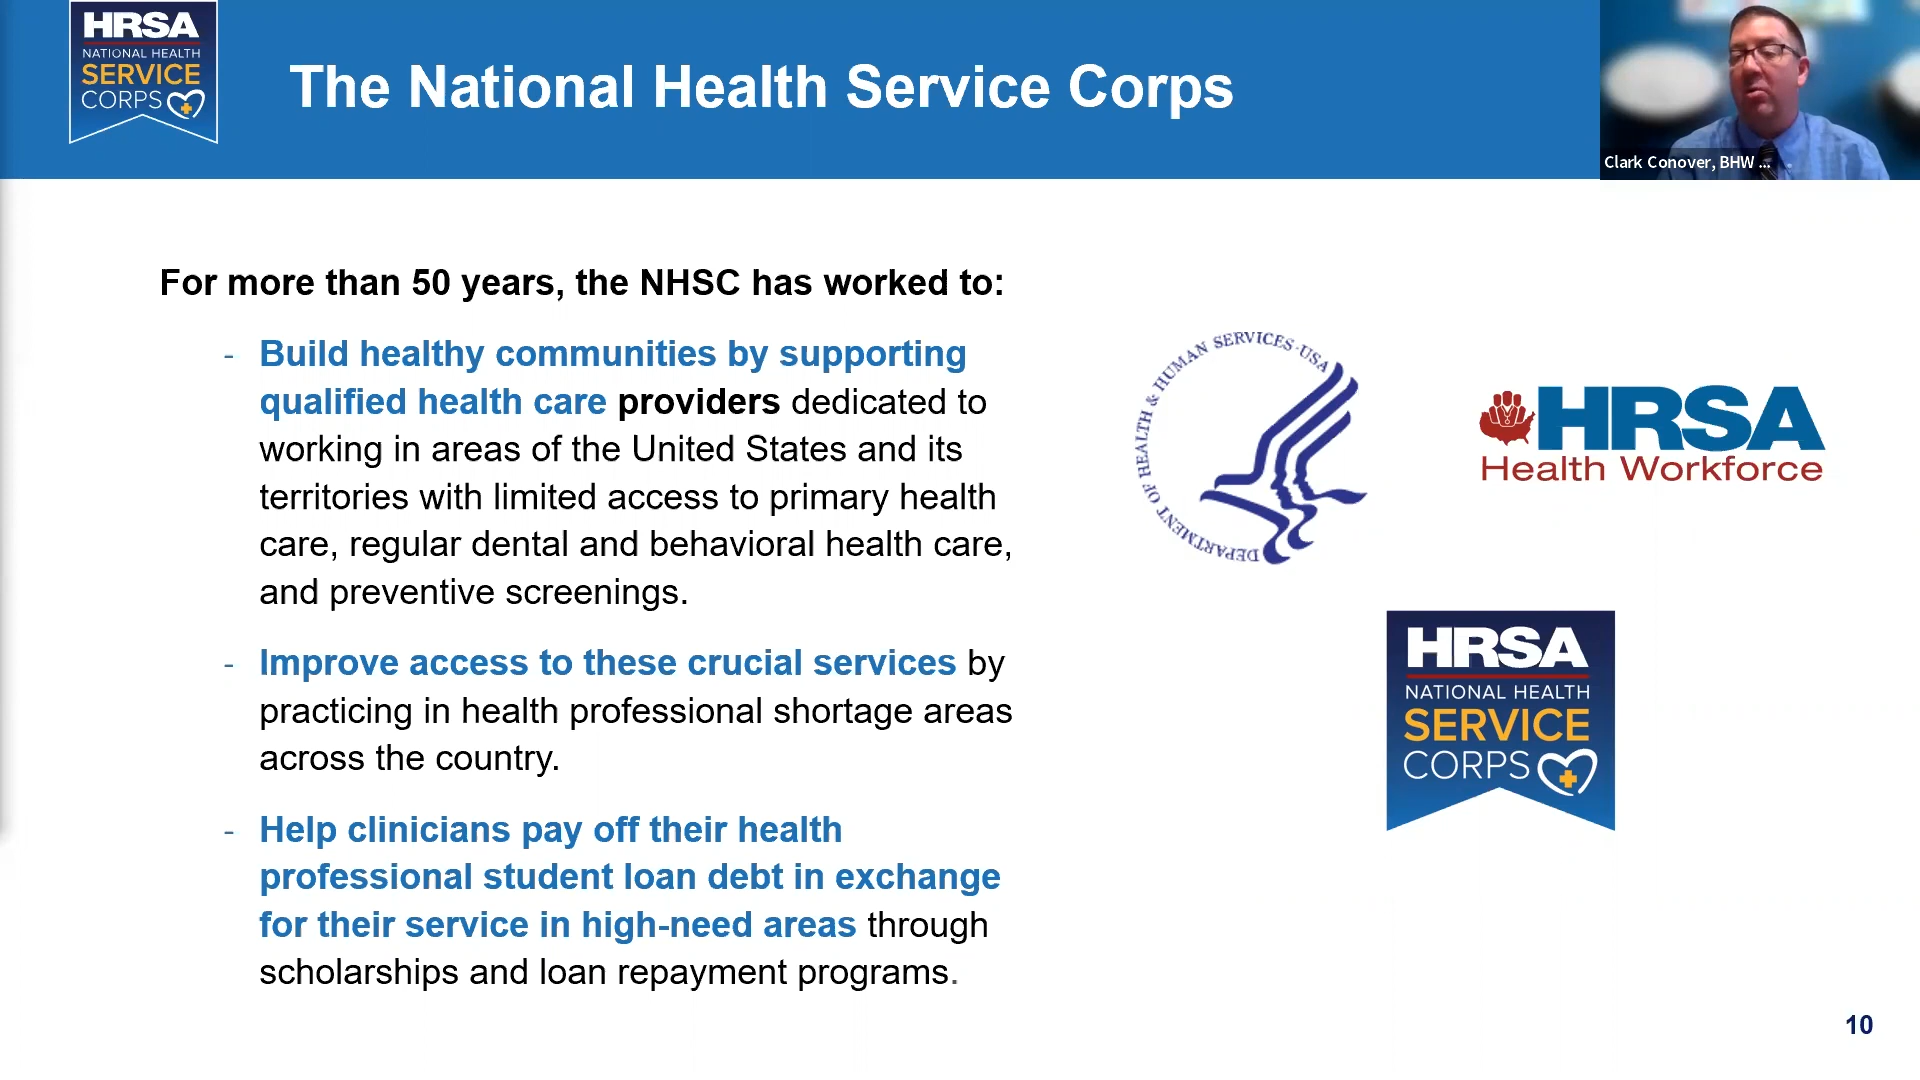 HRSA
NATIONAL HEALTH
SERVICE
CORPS
The National Health Service Corps
Clark Conover, BHW ...
For more than 50 years, the NHSC has worked to:
- Build healthy communities by supporting
qualified health care providers dedicated to
working in areas of the United States and its
territories with limited access to primary health
care, regular dental and behavioral health care,
and preventive screenings.
- Improve access to these crucial services by
practicing in health professional shortage areas
across the country.
- Help clinicians pay off their health
professional student loan debt in exchange
for their service in high-need areas through
scholarships and loan repayment programs.
DEPARTMENT OF HEALTH & HUMAN SERVICES·USA
HRSA
Health Workforce
HRSA
NATIONAL HEALTH
SERVICE
CORPS
10